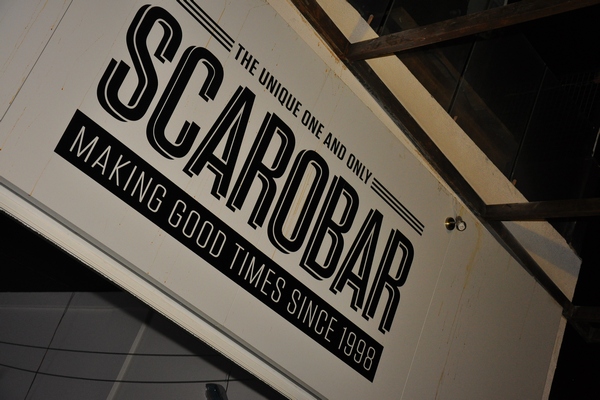 THE UNIQUE ONE AND ONLY
SCAROBAR
MAKING GOOD TIMES SINCE 1998